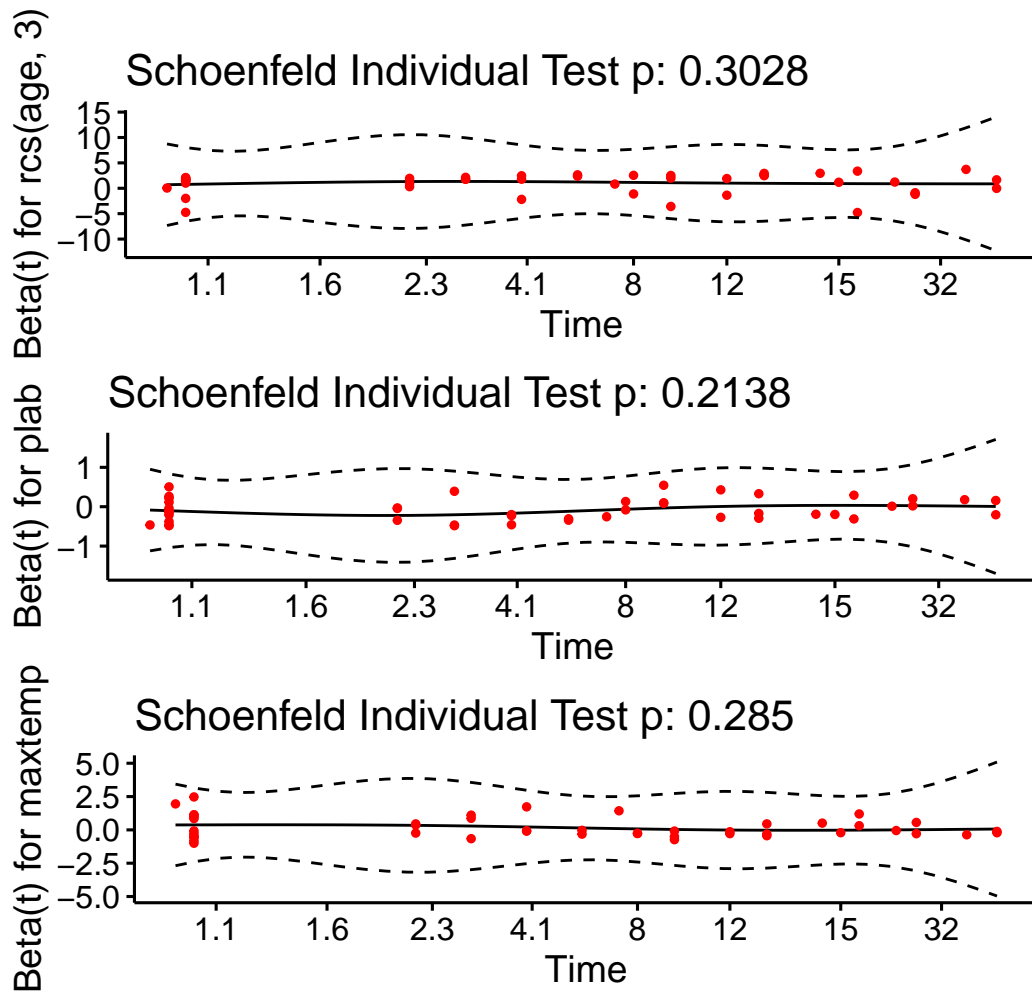 Schoenfeld Individual Test p: 0.3028
Beta(t) for rcs(age, 3)
15
10
5
0
−5
−10
1.1 1.6 2.3 4.1 8 12 15 32
Time
Schoenfeld Individual Test p: 0.2138
Beta(t) for plab
1
0
−1
1.1 1.6 2.3 4.1 8 12 15 32
Time
Schoenfeld Individual Test p: 0.285
Beta(t) for maxtemp
5.0
2.5
0.0
−2.5
−5.0
1.1 1.6 2.3 4.1 8 12 15 32
Time